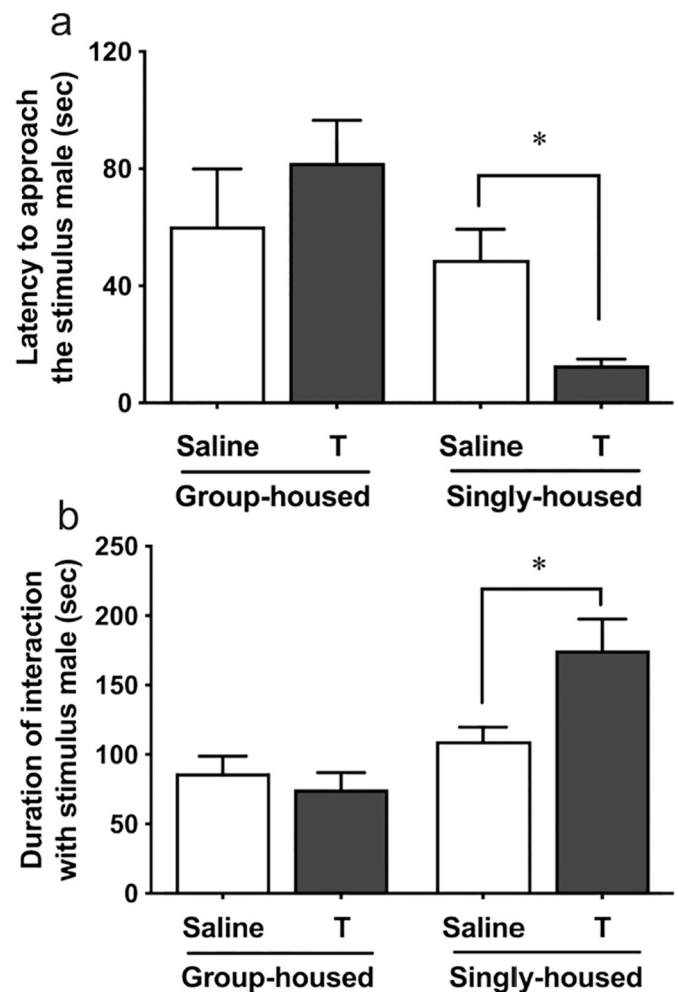 a
Latency to approach
the stimulus male (sec)
120
80
40
0
*
Saline T Saline T
Group-housed Singly-housed
b
Duration of interaction
with stimulus male (sec)
250
200
150
100
50
0
*
Saline T Saline T
Group-housed Singly-housed